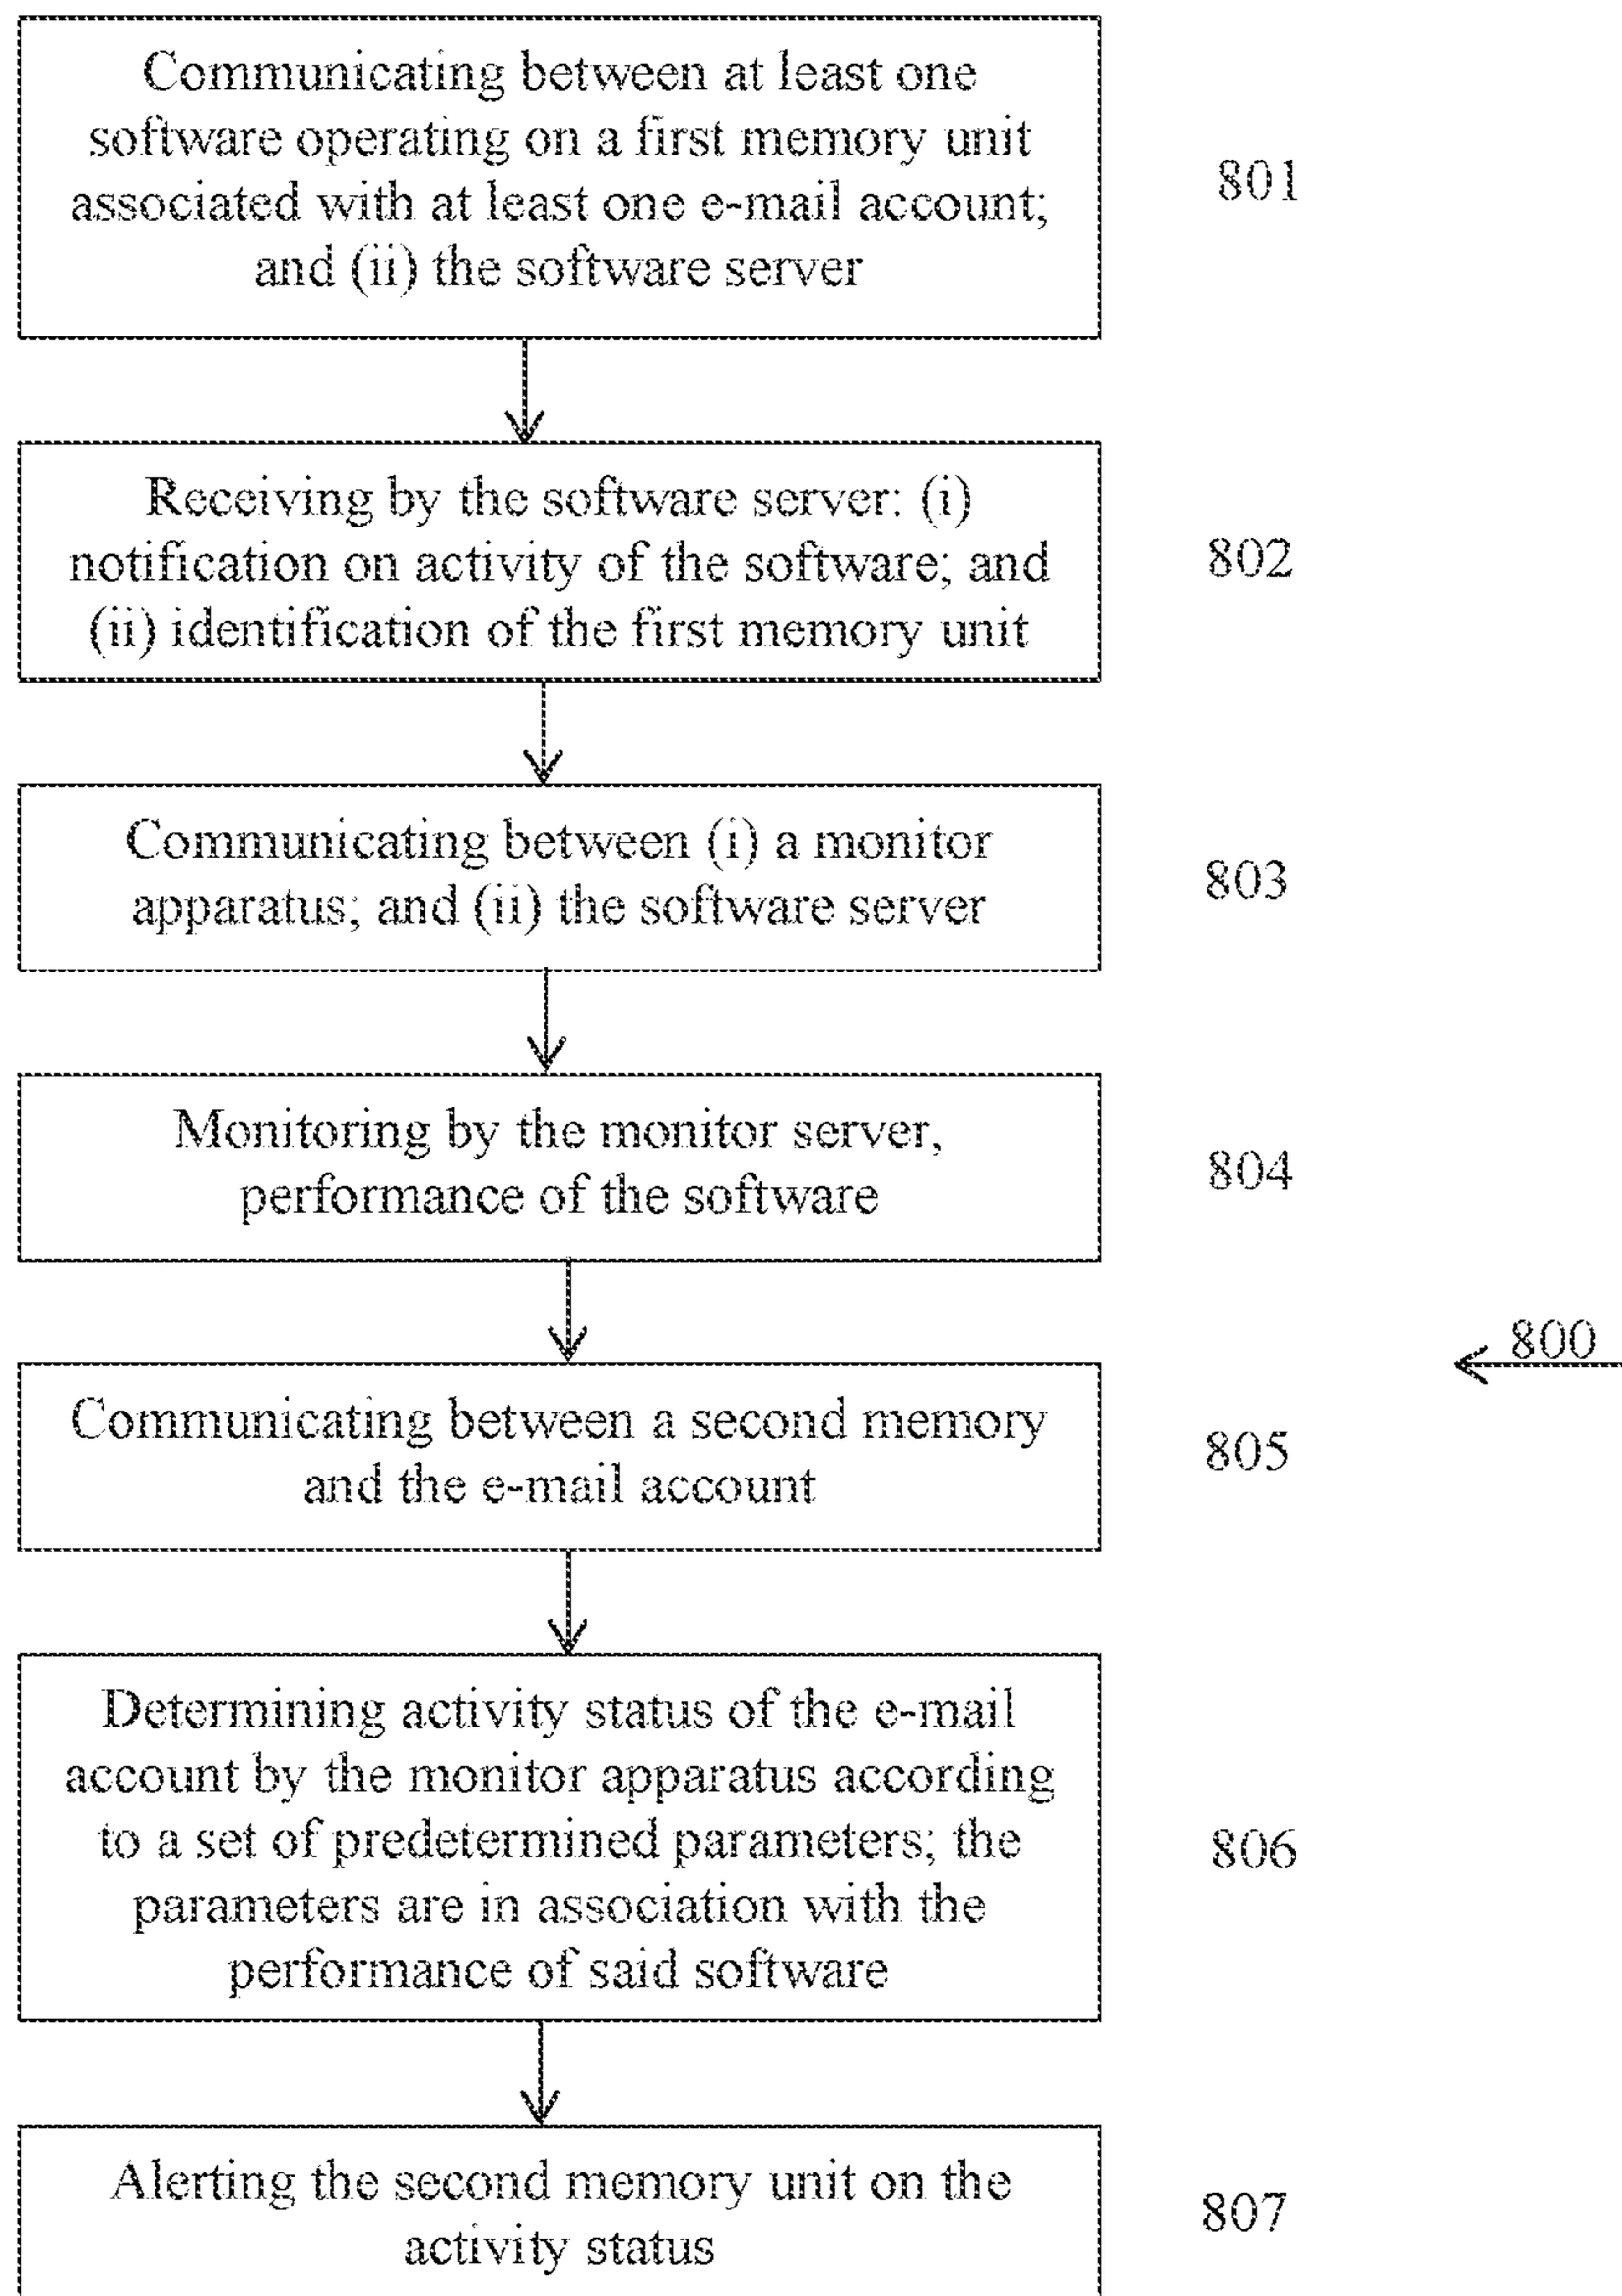 Communicating between at least one
software operating on a first memory unit
associated with at least one e-mail account;
and (ii) the software server
801
Receiving by the software server: (i)
notification on activity of the software; and
(ii) identification of the first memory unit
802
Communicating between (i) a monitor
apparatus; and (ii) the software server
803
Monitoring by the monitor server,
performance of the software
804
800
Communicating between a second memory
and the e-mail account
805
Determining activity status of the e-mail
account by the monitor apparatus according
to a set of predetermined parameters; the
parameters are in association with the
performance of said software
806
Alerting the second memory unit on the
activity status
807